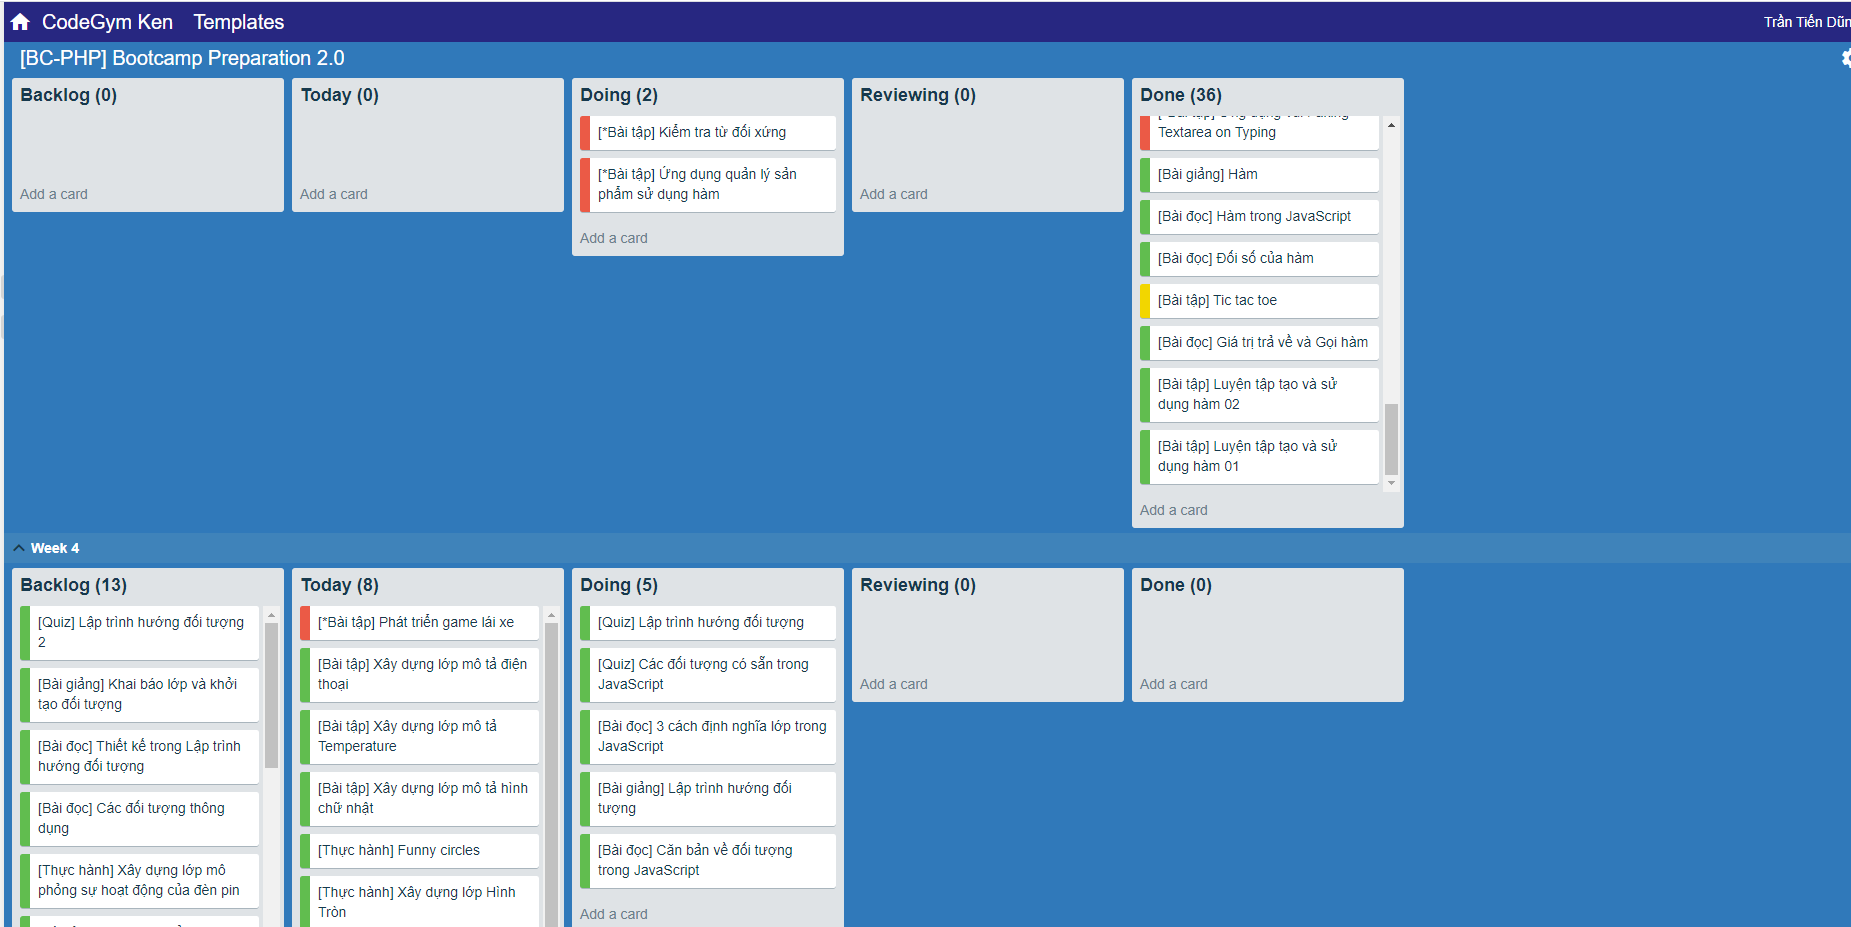 CodeGym Ken Templates Trần Tiến Dũn
[BC-PHP] Bootcamp Preparation 2.0
Backlog (0)
Add a card
Today (0)
Add a card
Doing (2)
[*Bài tập] Kiểm tra từ đối xứng
[*Bài tập] Ứng dụng quản lý sản
phẩm sử dụng hàm
Add a card
Reviewing (0)
Add a card
Done (36)
Textarea on Typing
[Bài giảng] Hàm
[Bài đọc] Hàm trong JavaScript
[Bài đọc] Đối số của hàm
[Bài tập] Tic tac toe
[Bài đọc] Giá trị trả về và Gọi hàm
[Bài tập] Luyện tập tạo và sử
dụng hàm 02
[Bài tập] Luyện tập tạo và sử
dụng hàm 01
Add a card
Week 4
Backlog (13)
[Quiz] Lập trình hướng đối tượng
2
[Bài giảng] Khai báo lớp và khởi
tạo đối tượng
[Bài đọc] Thiết kế trong Lập trình
hướng đối tượng
[Bài đọc] Các đối tượng thông
dụng
[Thực hành] Xây dựng lớp mô
phỏng sự hoạt động của đèn pin
Today (8)
[*Bài tập] Phát triển game lái xe
[Bài tập] Xây dựng lớp mô tả điện
thoại
[Bài tập] Xây dựng lớp mô tả
Temperature
[Bài tập] Xây dựng lớp mô tả hình
chữ nhật
[Thực hành] Funny circles
[Thực hành] Xây dựng lớp Hình
Tròn
Doing (5)
[Quiz] Lập trình hướng đối tượng
[Quiz] Các đối tượng có sẵn trong
JavaScript
[Bài đọc] 3 cách định nghĩa lớp trong
JavaScript
[Bài giảng] Lập trình hướng đối
tượng
[Bài đọc] Căn bản về đối tượng
trong JavaScript
Add a card
Reviewing (0)
Add a card
Done (0)
Add a card